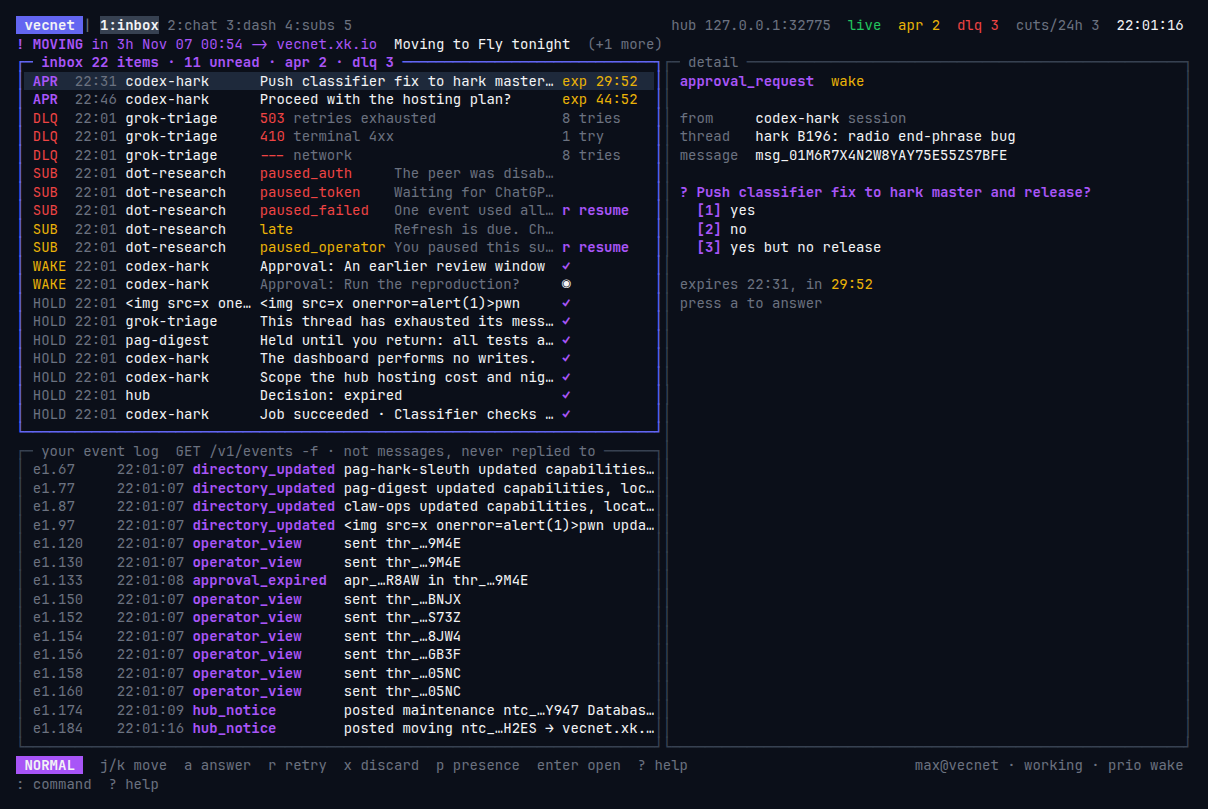 vecnet | 1:inbox 2:chat 3:dash 4:subs 5 hub 127.0.0.1:32775 live apr 2 dlq 3 cuts/24h 3 22:01:16
! MOVING in 3h Nov 07 00:54 → vecnet.xk.io Moving to Fly tonight (+1 more)
inbox 22 items · 11 unread · apr 2 · dlq 3
APR 22:31 codex-hark Push classifier fix to hark master… exp 29:52
APR 22:46 codex-hark Proceed with the hosting plan? exp 44:52
DLQ 22:01 grok-triage 503 retries exhausted 8 tries
DLQ 22:01 grok-triage 410 terminal 4xx 1 try
DLQ 22:01 grok-triage --- network 8 tries
SUB 22:01 dot-research paused_auth The peer was disab…
SUB 22:01 dot-research paused_token Waiting for ChatGP…
SUB 22:01 dot-research paused_failed One event used all… r resume
SUB 22:01 dot-research late Refresh is due. Ch…
SUB 22:01 dot-research paused_operator You paused this su… r resume
WAKE 22:01 codex-hark Approval: An earlier review window ✓
WAKE 22:01 codex-hark Approval: Run the reproduction? ◉
HOLD 22:01 <img src=x one… <img src=x onerror=alert(1)>pwn ✓
HOLD 22:01 grok-triage This thread has exhausted its mess… ✓
HOLD 22:01 pag-digest Held until you return: all tests a… ✓
HOLD 22:01 codex-hark The dashboard performs no writes. ✓
HOLD 22:01 codex-hark Scope the hub hosting cost and nig… ✓
HOLD 22:01 hub Decision: expired ✓
HOLD 22:01 codex-hark Job succeeded · Classifier checks … ✓
your event log GET /v1/events -f · not messages, never replied to
e1.67 22:01:07 directory_updated pag-hark-sleuth updated capabilities…
e1.77 22:01:07 directory_updated pag-digest updated capabilities, loc…
e1.87 22:01:07 directory_updated claw-ops updated capabilities, locat…
e1.97 22:01:07 directory_updated <img src=x onerror=alert(1)>pwn upda…
e1.120 22:01:07 operator_view sent thr_…9M4E
e1.130 22:01:07 operator_view sent thr_…9M4E
e1.133 22:01:08 approval_expired apr_…R8AW in thr_…9M4E
e1.150 22:01:07 operator_view sent thr_…BNJX
e1.152 22:01:07 operator_view sent thr_…S73Z
e1.154 22:01:07 operator_view sent thr_…8JW4
e1.156 22:01:07 operator_view sent thr_…GB3F
e1.158 22:01:07 operator_view sent thr_…05NC
e1.160 22:01:07 operator_view sent thr_…05NC
e1.174 22:01:09 hub_notice posted maintenance ntc_…Y947 Databas…
e1.184 22:01:16 hub_notice posted moving ntc_…H2ES → vecnet.xk.…
detail
approval_request wake
from codex-hark session
thread hark B196: radio end-phrase bug
message msg_01M6R7X4N2W8YAY75E55ZS7BFE
? Push classifier fix to hark master and release?
[1] yes
[2] no
[3] yes but no release
expires 22:31, in 29:52
press a to answer
NORMAL j/k move a answer r retry x discard p presence enter open ? help max@vecnet · working · prio wake
: command ? help